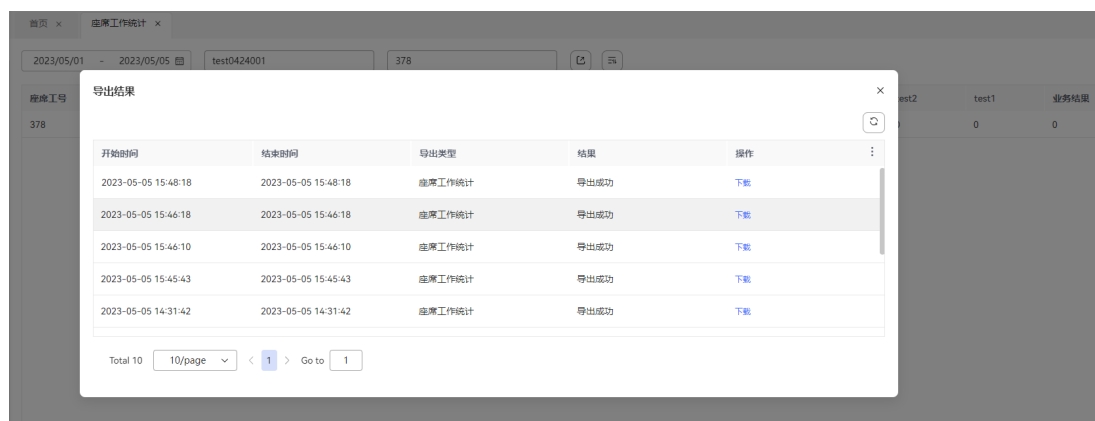 首页 × 座席工作统计 ×
2023/05/01 - 2023/05/05 test0424001 378
导出结果 ×
座席工号 test1 业务结果
378 0 0
开始时间 结束时间 导出类型 结果 操作
2023-05-05 15:48:18 2023-05-05 15:48:18 座席工作统计 导出成功 下载
2023-05-05 15:46:18 2023-05-05 15:46:18 座席工作统计 导出成功 下载
2023-05-05 15:46:10 2023-05-05 15:46:10 座席工作统计 导出成功 下载
2023-05-05 15:45:43 2023-05-05 15:45:43 座席工作统计 导出成功 下载
2023-05-05 14:31:42 2023-05-05 14:31:42 座席工作统计 导出成功 下载
Total 10 10/page < 1 > Go to 1